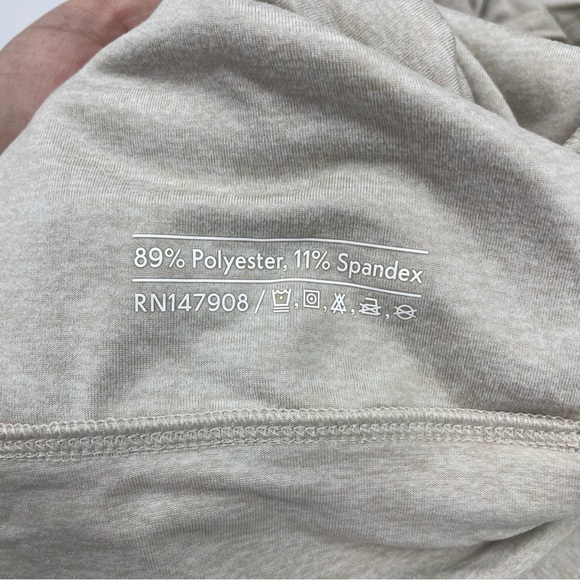 89% Polyester, 11% Spandex
RN147908 /